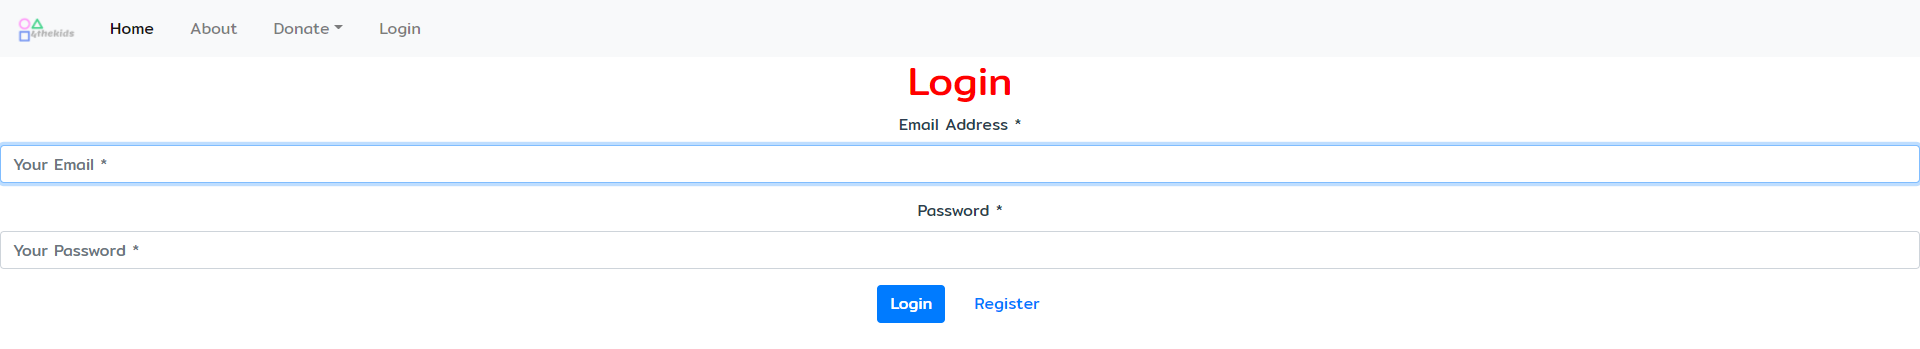 4thekids Home About Donate Login
Login
Email Address *
Your Email *
Password *
Your Password *
Login Register